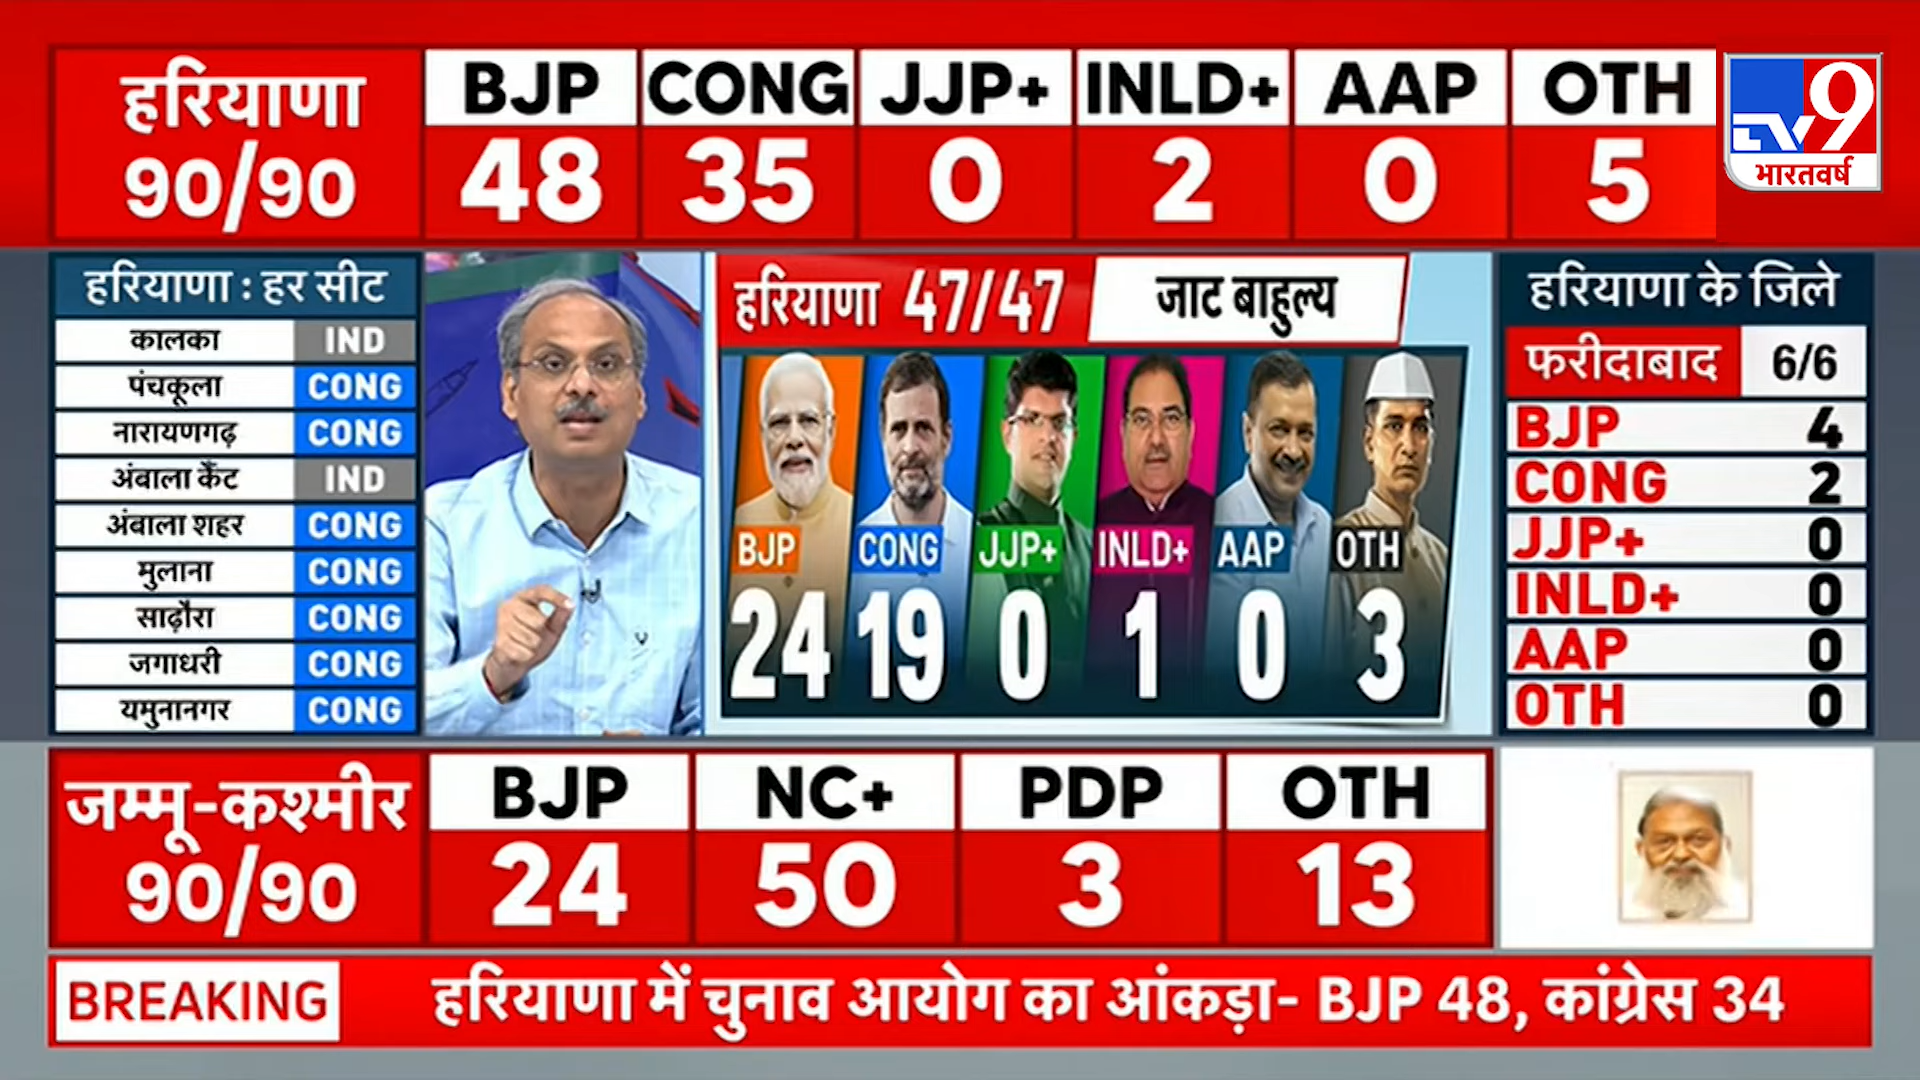 हरियाणा
90/90
BJP CONG JJP+ INLD+ AAP OTH
48 35 0 2 0 5
TV9
भारतवर्ष
हरियाणा : हर सीट
कालका IND
पंचकूला CONG
नारायणगढ़ CONG
अंबाला कैंट IND
अंबाला शहर CONG
मुलाना CONG
साढ़ौरा CONG
जगाधरी CONG
यमुनानगर CONG
हरियाणा 47/47 जाट बाहुल्य
BJP CONG JJP+ INLD+ AAP OTH
24 19 0 1 0 3
हरियाणा के जिले
फरीदाबाद 6/6
BJP 4
CONG 2
JJP+ 0
INLD+ 0
AAP 0
OTH 0
जम्मू-कश्मीर
90/90
BJP NC+ PDP OTH
24 50 3 13
BREAKING हरियाणा में चुनाव आयोग का आंकड़ा- BJP 48, कांग्रेस 34